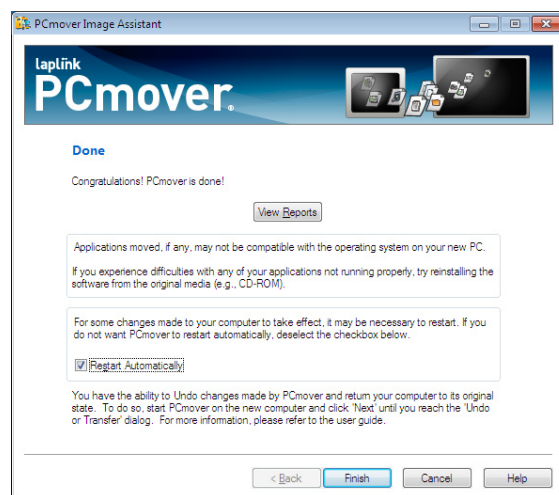 PCmover Image Assistant
laplink
PCmover®
Done
Congratulations! PCmover is done!
View Reports
Applications moved, if any, may not be compatible with the operating system on your new PC.
If you experience difficulties with any of your applications not running properly, try reinstalling the
software from the original media (e.g., CD-ROM).
For some changes made to your computer to take effect, it may be necessary to restart. If you
do not want PCmover to restart automatically, deselect the checkbox below.
Restart Automatically
You have the ability to Undo changes made by PCmover and return your computer to its original
state. To do so, start PCmover on the new computer and click 'Next' until you reach the 'Undo
or Transfer' dialog. For more information, please refer to the user guide.
< Back
Finish
Cancel
Help